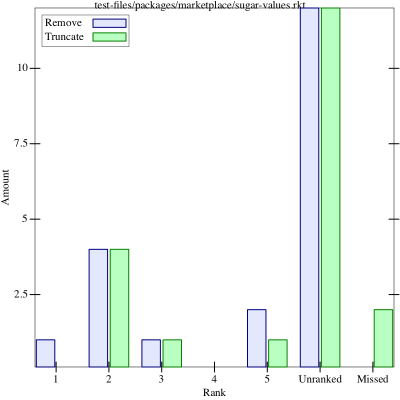 test-files/packages/marketplace/sugar-values.rkt
Remove
Truncate
10
7.5
5
2.5
Amount
1 2 3 4 5 Unranked Missed
Rank